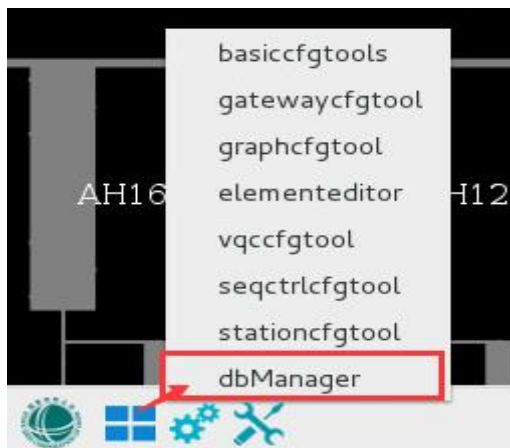 basiccfgtools
gatewaycfgtool
graphcfgtool
elementeditor
AH16
H12
vqccfgtool
seqctrlcfgtool
stationcfgtool
dbManager